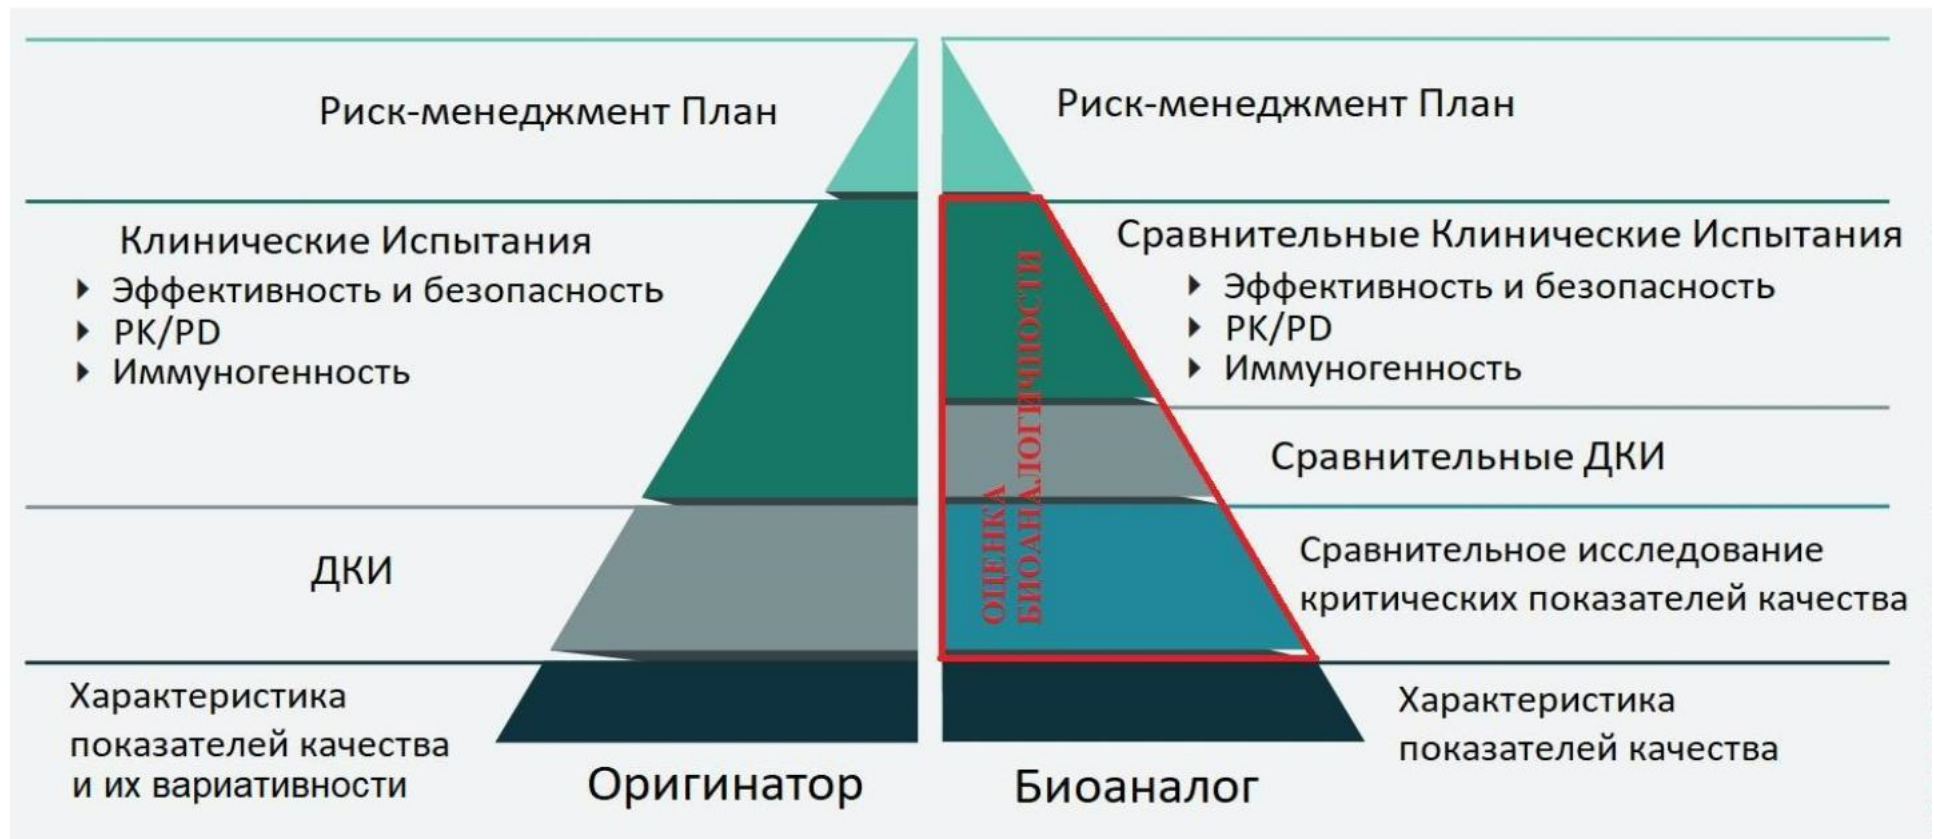 Риск-менеджмент План
Клинические Испытания
Эффективность и безопасность
PK/PD
Иммуногенность
ДКИ
Характеристика
показателей качества
и их вариативности
Оригинатор
Риск-менеджмент План
Сравнительные Клинические Испытания
Эффективность и безопасность
PK/PD
Иммуногенность
Сравнительные ДКИ
Сравнительное исследование
критических показателей качества
Характеристика
показателей качества
ОЦЕНКА
БИОАНАЛОГИЧНОСТИ
Биоаналог